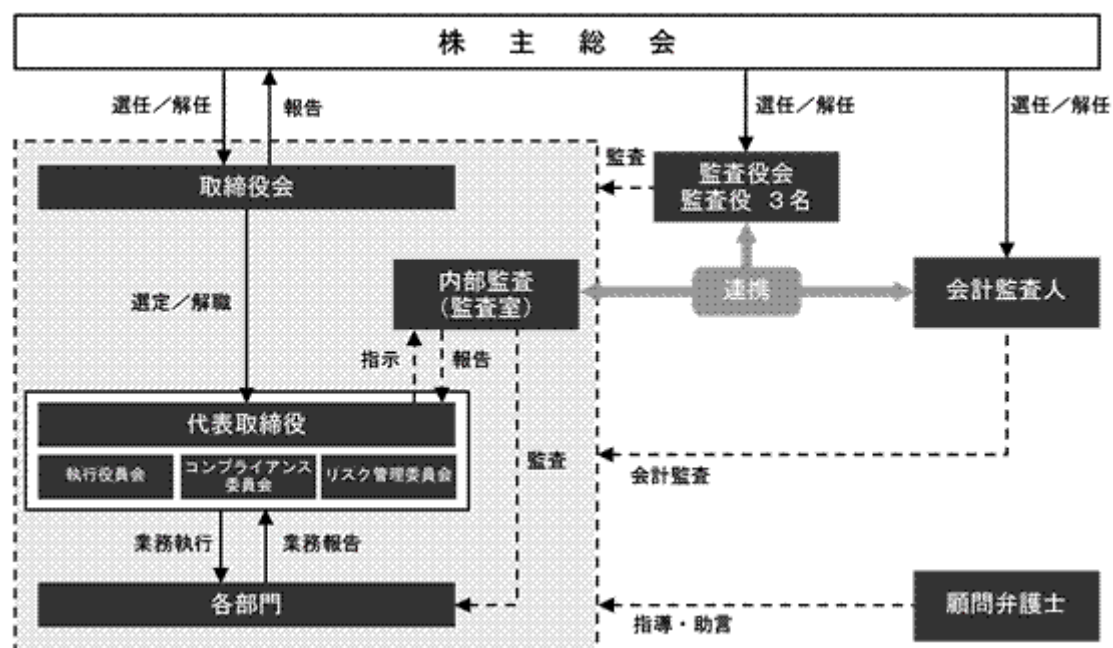 株主総会
選任／解任
報告
選任／解任
選任／解任
取締役会
監査
監査役会
監査役 3名
内部監査
（監査室）
連携
会計監査人
選定／解職
指示
報告
代表取締役
執行役員会
コンプライアンス
委員会
リスク管理委員会
監査
会計監査
業務執行
業務報告
各部門
顧問弁護士
指導・助言